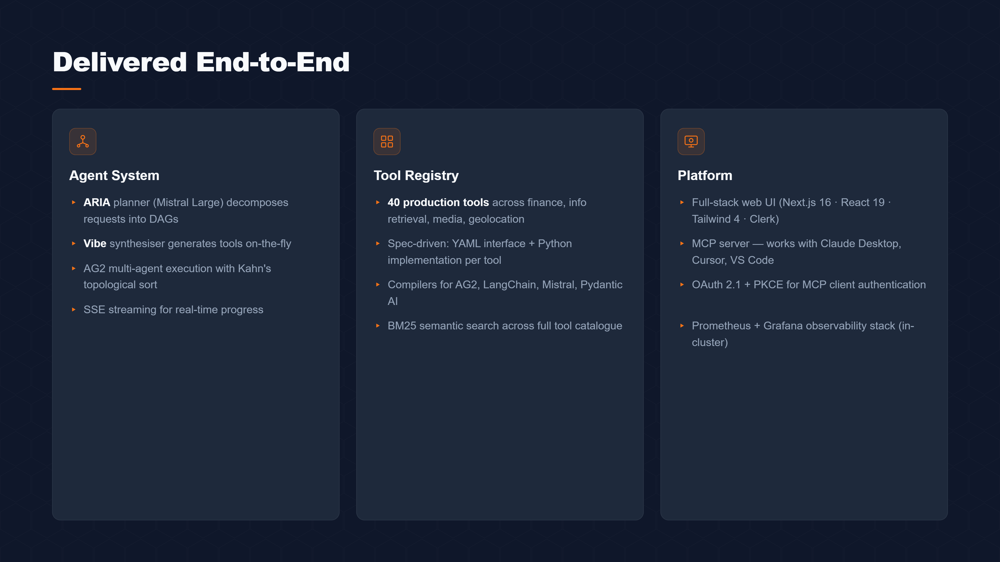 Delivered End-to-End
Agent System
ARIA planner (Mistral Large) decomposes
requests into DAGs
Vibe synthesiser generates tools on-the-fly
AG2 multi-agent execution with Kahn's
topological sort
SSE streaming for real-time progress
Tool Registry
40 production tools across finance, info
retrieval, media, geolocation
Spec-driven: YAML interface + Python
implementation per tool
Compilers for AG2, LangChain, Mistral, Pydantic
AI
BM25 semantic search across full tool catalogue
Platform
Full-stack web UI (Next.js 16 · React 19 ·
Tailwind 4 · Clerk)
MCP server — works with Claude Desktop,
Cursor, VS Code
OAuth 2.1 + PKCE for MCP client authentication
Prometheus + Grafana observability stack (in-
cluster)